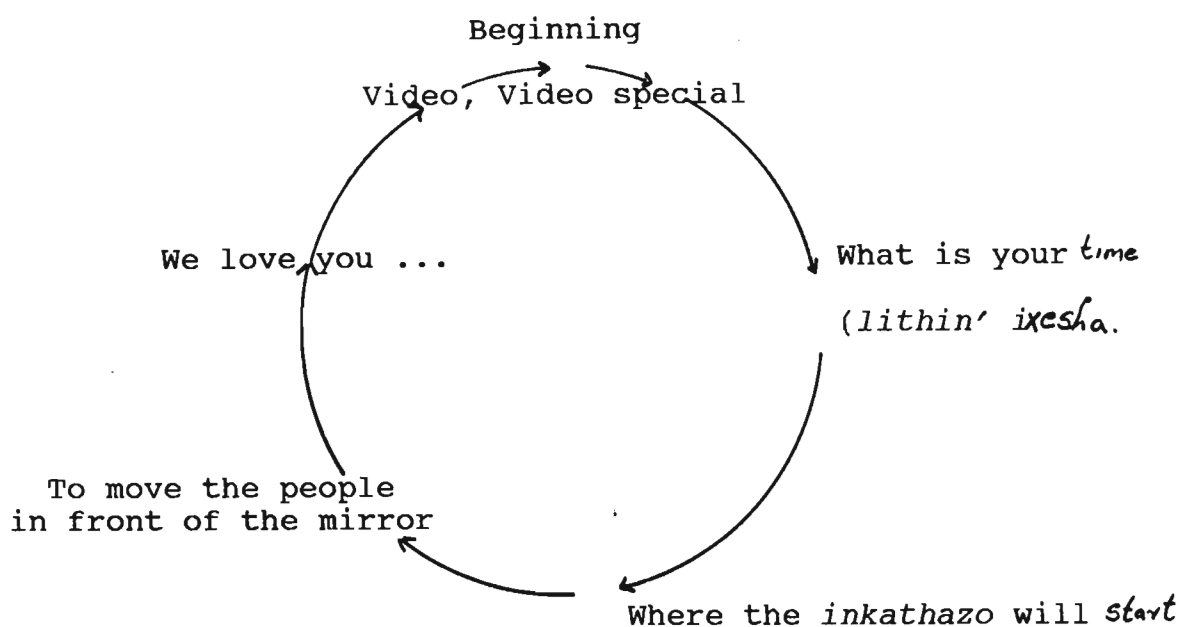 Beginning
Video, Video special
What is your time
(lithin' ixesha.
Where the inkathazo will start
To move the people
in front of the mirror
We love you ...